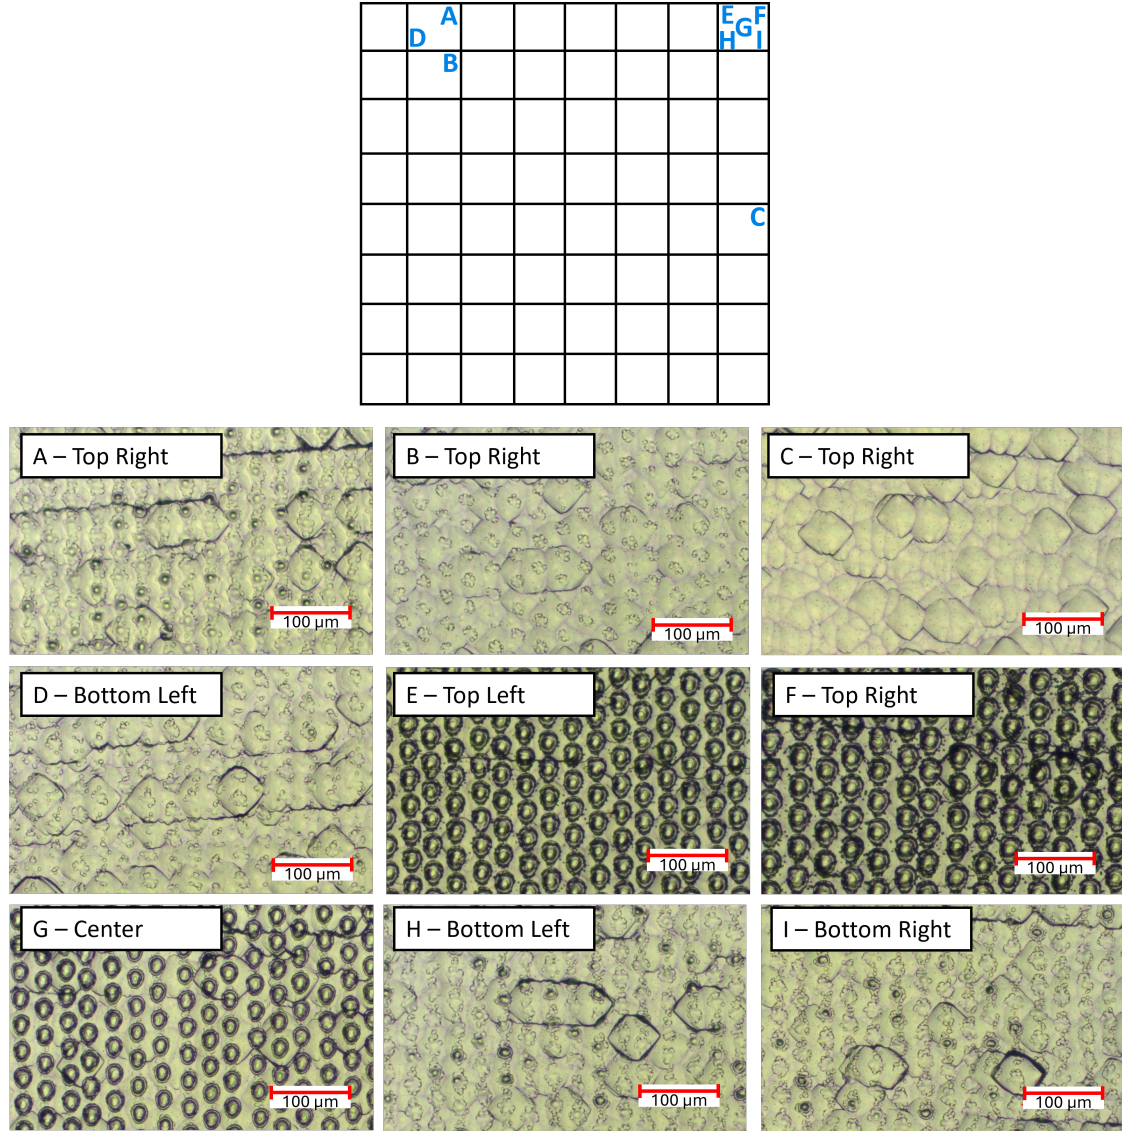 A
E F
G
D
H I
B
C
A – Top Right
B – Top Right
C – Top Right
100 µm
100 µm
100 µm
D – Bottom Left
E – Top Left
F – Top Right
100 µm
100 µm
100 µm
G – Center
H – Bottom Left
I – Bottom Right
100 µm
100 µm
100 µm